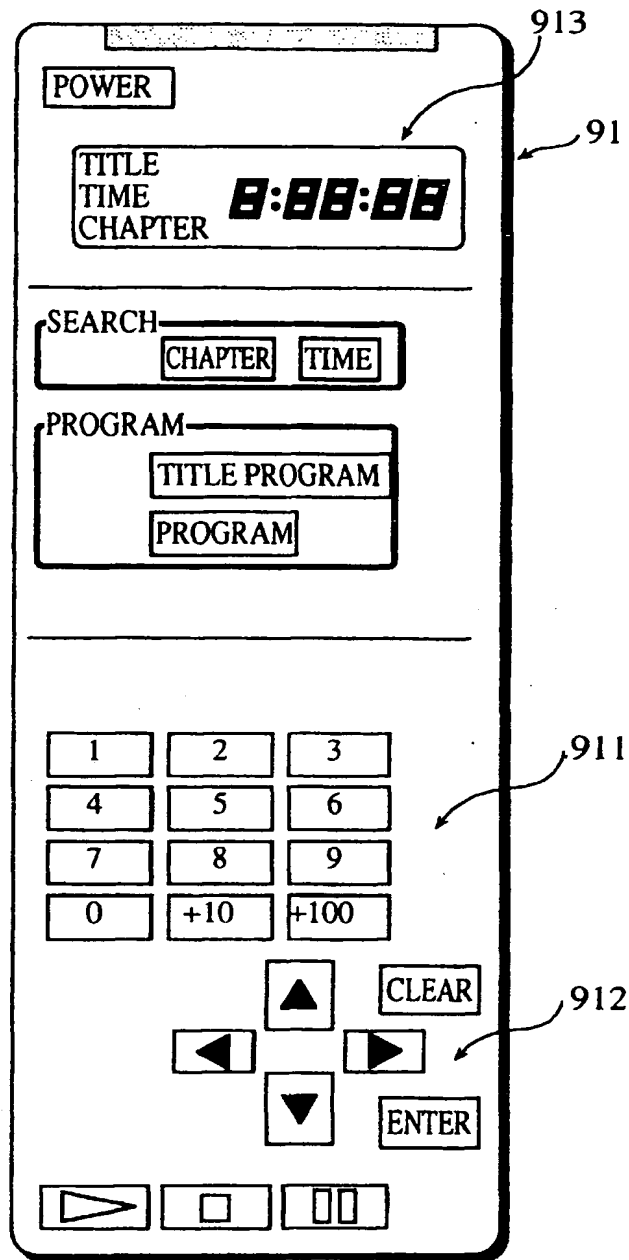 913
POWER
91
TITLE
TIME 8:88:88
CHAPTER
SEARCH
CHAPTER TIME
PROGRAM
TITLE PROGRAM
PROGRAM
1 2 3
911
4 5 6
7 8 9
0 +10 +100
CLEAR
912
ENTER